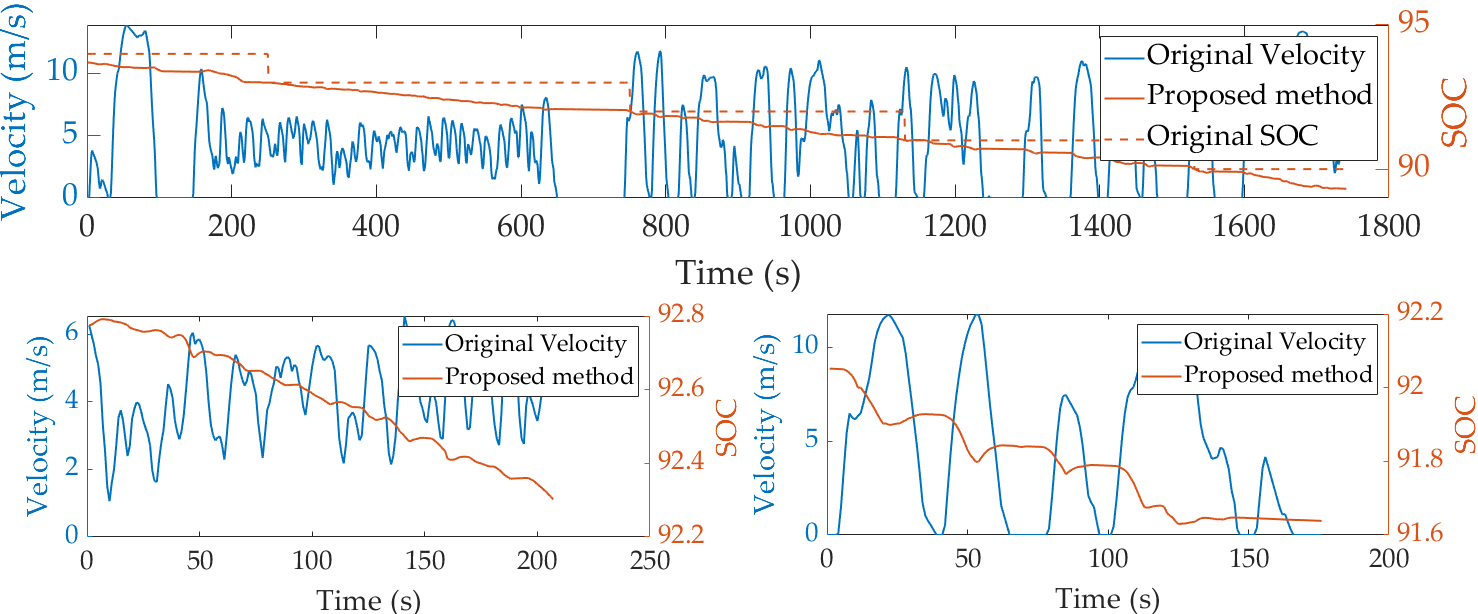 Velocity (m/s)
10
5
0
95
90
SOC
Original Velocity
Proposed method
Original SOC
0 200 400 600 800 1000 1200 1400 1600 1800
Time (s)
Velocity (m/s)
6
4
2
0
92.8
92.6
92.4
92.2
SOC
Original Velocity
Proposed method
0 50 100 150 200 250
Time (s)
Velocity (m/s)
10
5
0
92.2
92
91.8
91.6
SOC
Original Velocity
Proposed method
0 50 100 150 200
Time (s)